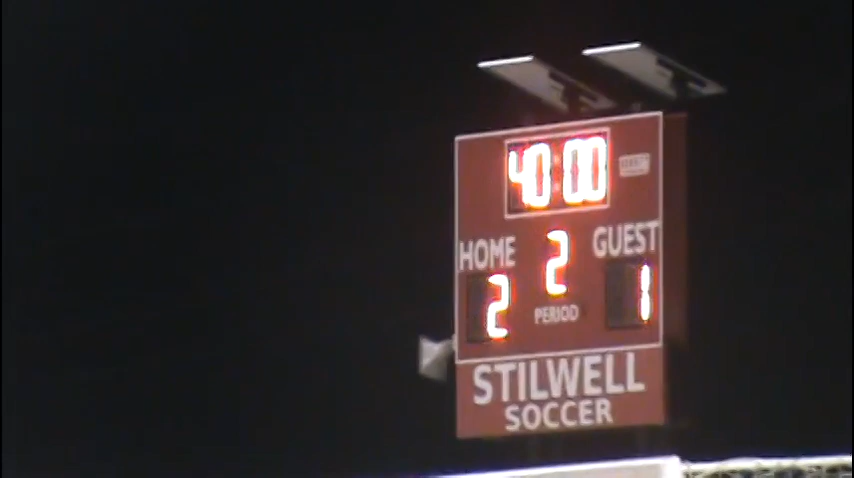 40:00
HOME 2 GUEST
2 1
PERIOD
STILWELL
SOCCER